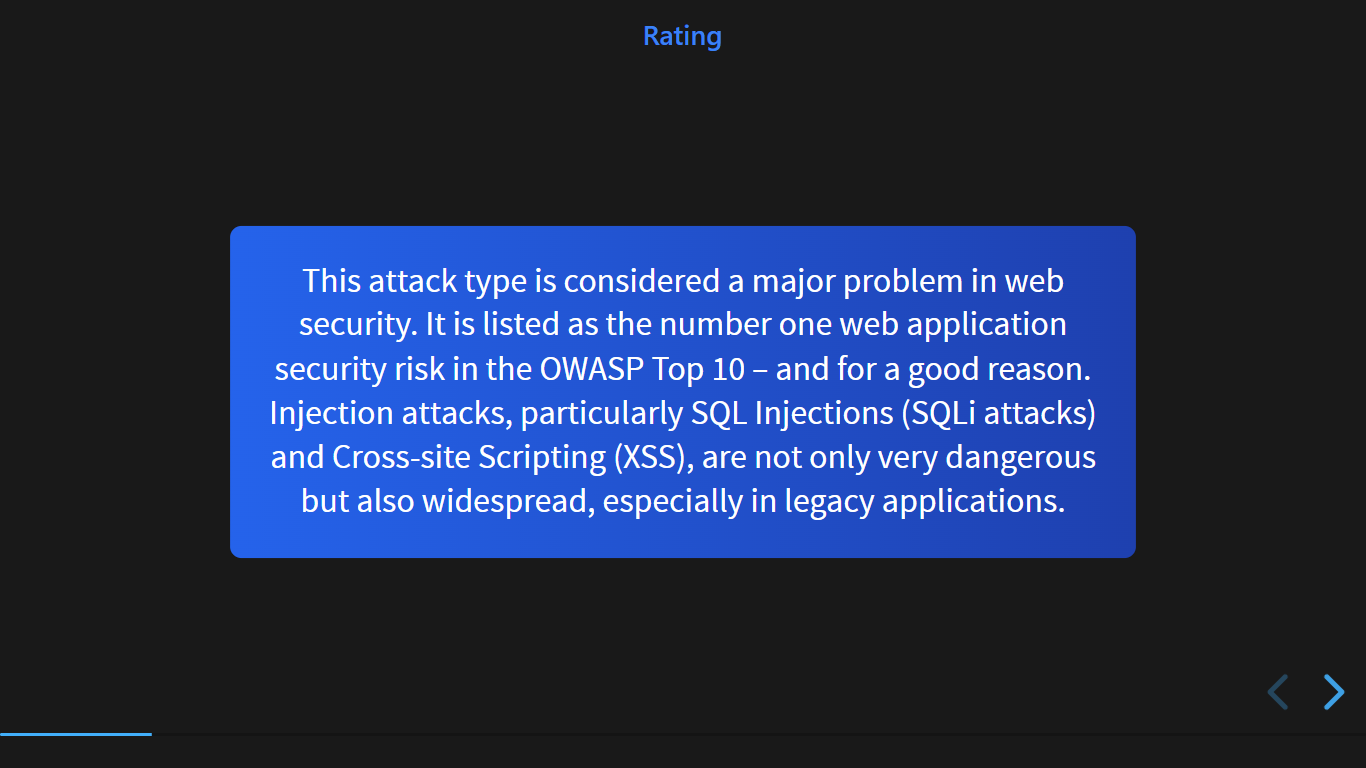 Rating
This attack type is considered a major problem in web
security. It is listed as the number one web application
security risk in the OWASP Top 10 – and for a good reason.
Injection attacks, particularly SQL Injections (SQLi attacks)
and Cross-site Scripting (XSS), are not only very dangerous
but also widespread, especially in legacy applications.